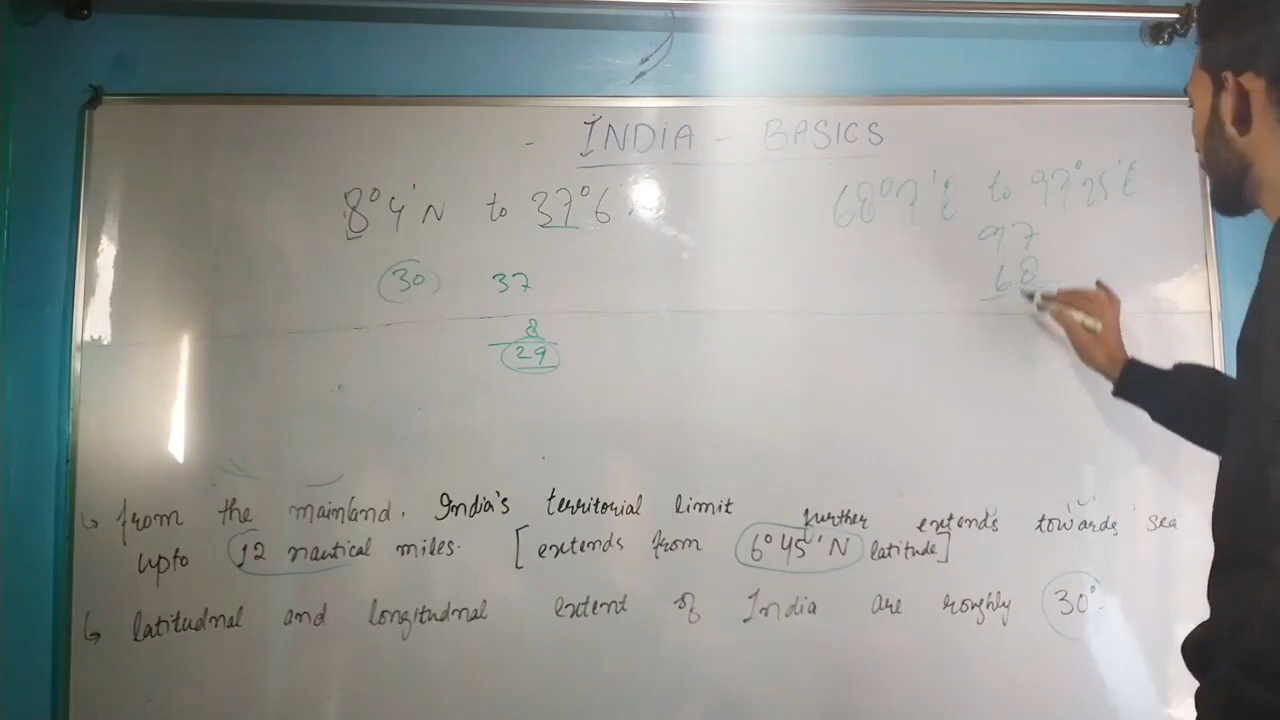 - INDIA - BASICS
8°4'N to 37°6'
68°7'E to 97°25'E
97
68
30 37
8
29
↳ from the mainland. India's territorial limit further extends towards sea
upto 12 nautical miles. [extends from 6°45'N latitude]
↳ latitudnal and longitudnal extent of India are roughly 30°.